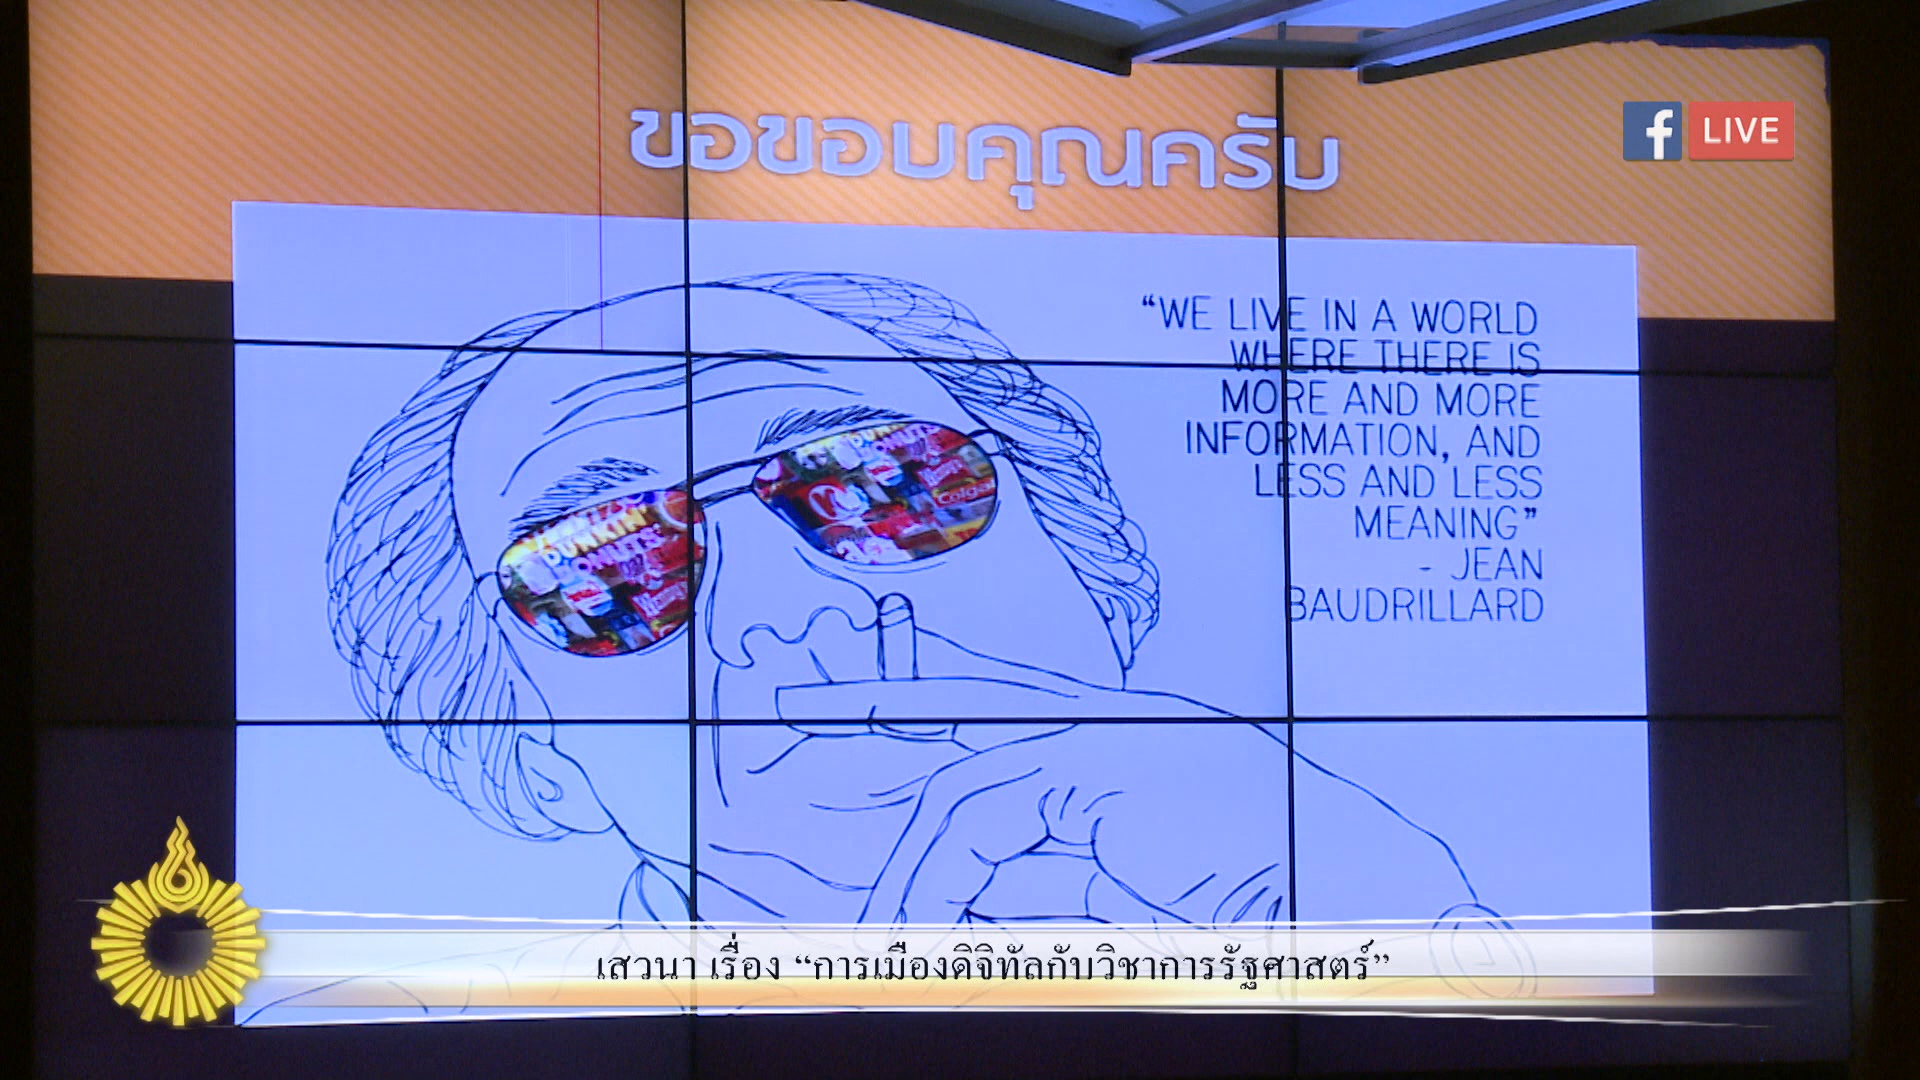 ขอขอบคุณครับ
f LIVE
“WE LIVE IN A WORLD
WHERE THERE IS
MORE AND MORE
INFORMATION, AND
LESS AND LESS
MEANING”
- JEAN
BAUDRILLARD
DUNKIN'
DONUTS
Colgate
เสวนา เรื่อง “การเมืองดิจิทัลกับวิชาการรัฐศาสตร์”